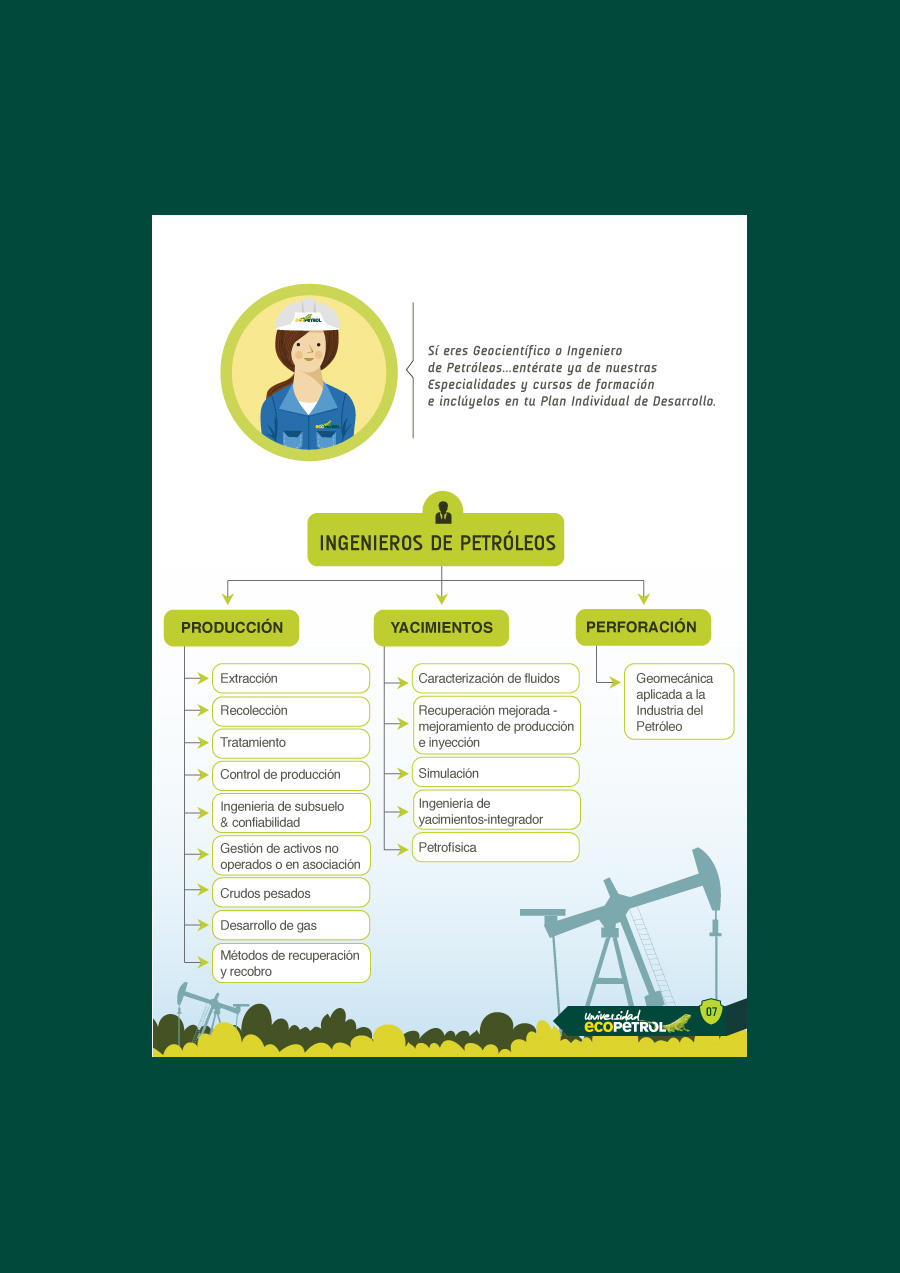 ecoPETROL
ecoPETROL
Sí eres Geocientífico o Ingeniero
de Petróleos...entérate ya de nuestras
Especialidades y cursos de formación
e inclúyelos en tu Plan Individual de Desarrollo.
INGENIEROS DE PETRÓLEOS
PRODUCCIÓN
Extracción
Recolección
Tratamiento
Control de producción
Ingenieria de subsuelo
& confiabilidad
Gestión de activos no
operados o en asociación
Crudos pesados
Desarrollo de gas
Métodos de recuperación
y recobro
YACIMIENTOS
Caracterización de fluidos
Recuperación mejorada -
mejoramiento de producción
e inyección
Simulación
Ingenieria de
yacimientos-integrador
Petrofísica
PERFORACIÓN
Geomecánica
aplicada a la
Industria del
Petróleo
universidad
ecoPETROL
07